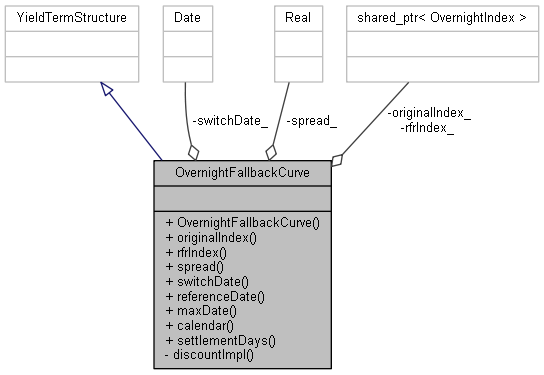 YieldTermStructure
Date
Real
shared_ptr< OvernightIndex >
-switchDate_
-spread_
-originalIndex_
-rfrIndex_
OvernightFallbackCurve
+ OvernightFallbackCurve()
+ originalIndex()
+ rfrIndex()
+ spread()
+ switchDate()
+ referenceDate()
+ maxDate()
+ calendar()
+ settlementDays()
- discountImpl()